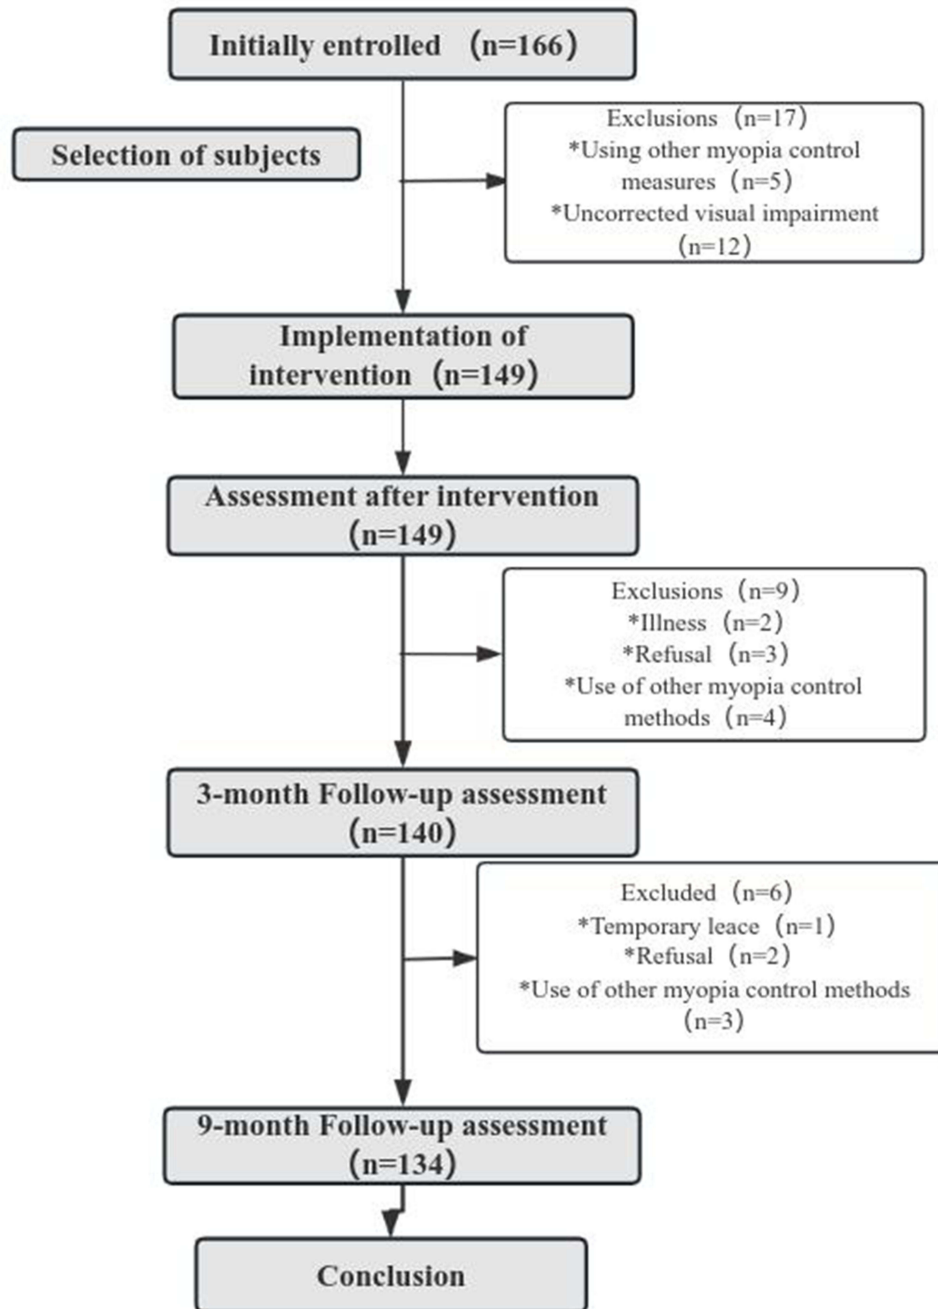 Initially entrolled （n=166）
Selection of subjects
Exclusions（n=17）
*Using other myopia control
measures（n=5）
*Uncorrected visual impairment
（n=12）
Implementation of
intervention（n=149）
Assessment after intervention
（n=149）
Exclusions（n=9）
*Illness（n=2）
*Refusal（n=3）
*Use of other myopia control
methods（n=4）
3-month Follow-up assessment
（n=140）
Excluded（n=6）
*Temporary leace（n=1）
*Refusal（n=2）
*Use of other myopia control methods
（n=3）
9-month Follow-up assessment
（n=134）
Conclusion